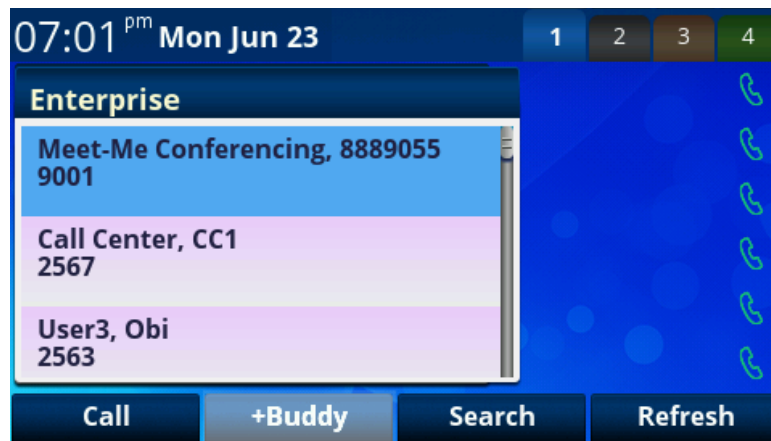 07:01 pm Mon Jun 23
1 2 3 4
Enterprise
Meet-Me Conferencing, 8889055
9001
Call Center, CC1
2567
User3, Obi
2563
Call +Buddy Search Refresh